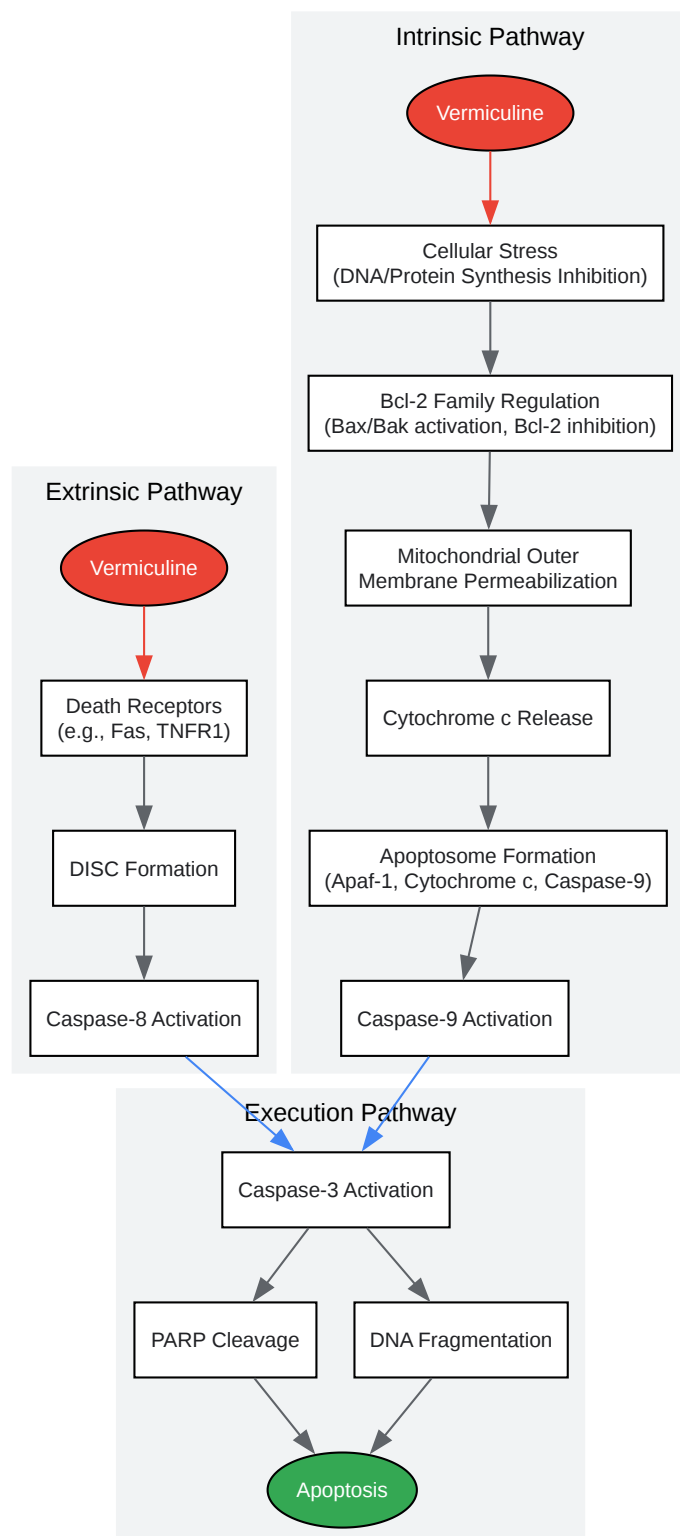 Intrinsic Pathway
Vermiculine
Cellular Stress
(DNA/Protein Synthesis Inhibition)
Bcl-2 Family Regulation
(Bax/Bak activation, Bcl-2 inhibition)
Mitochondrial Outer
Membrane Permeabilization
Cytochrome c Release
Apoptosome Formation
(Apaf-1, Cytochrome c, Caspase-9)
Caspase-9 Activation
Extrinsic Pathway
Vermiculine
Death Receptors
(e.g., Fas, TNFR1)
DISC Formation
Caspase-8 Activation
Execution Pathway
Caspase-3 Activation
PARP Cleavage
DNA Fragmentation
Apoptosis